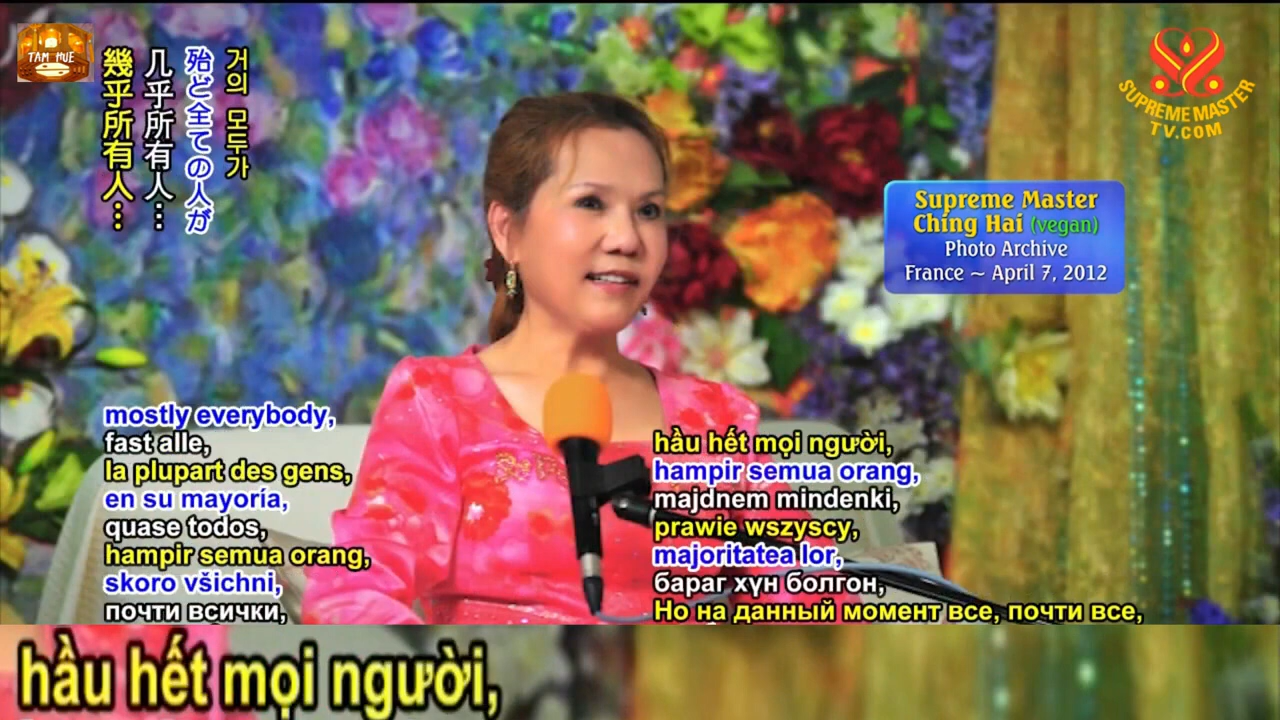 TAM HUE
거의 모두가
殆ど全ての人が
几乎所有人…
幾乎所有人…
SUPREME MASTER
TV.COM
Supreme Master
Ching Hai (vegan)
Photo Archive
France ~ April 7, 2012
mostly everybody,
fast alle,
la plupart des gens,
en su mayoría,
quase todos,
hampir semua orang,
skoro všichni,
почти всички,
hầu hết mọi người,
hampir semua orang,
majdnem mindenki,
prawie wszyscy,
majoritatea lor,
бараг хүн болгон,
Но на данный момент все, почти все,
hầu hết mọi người,